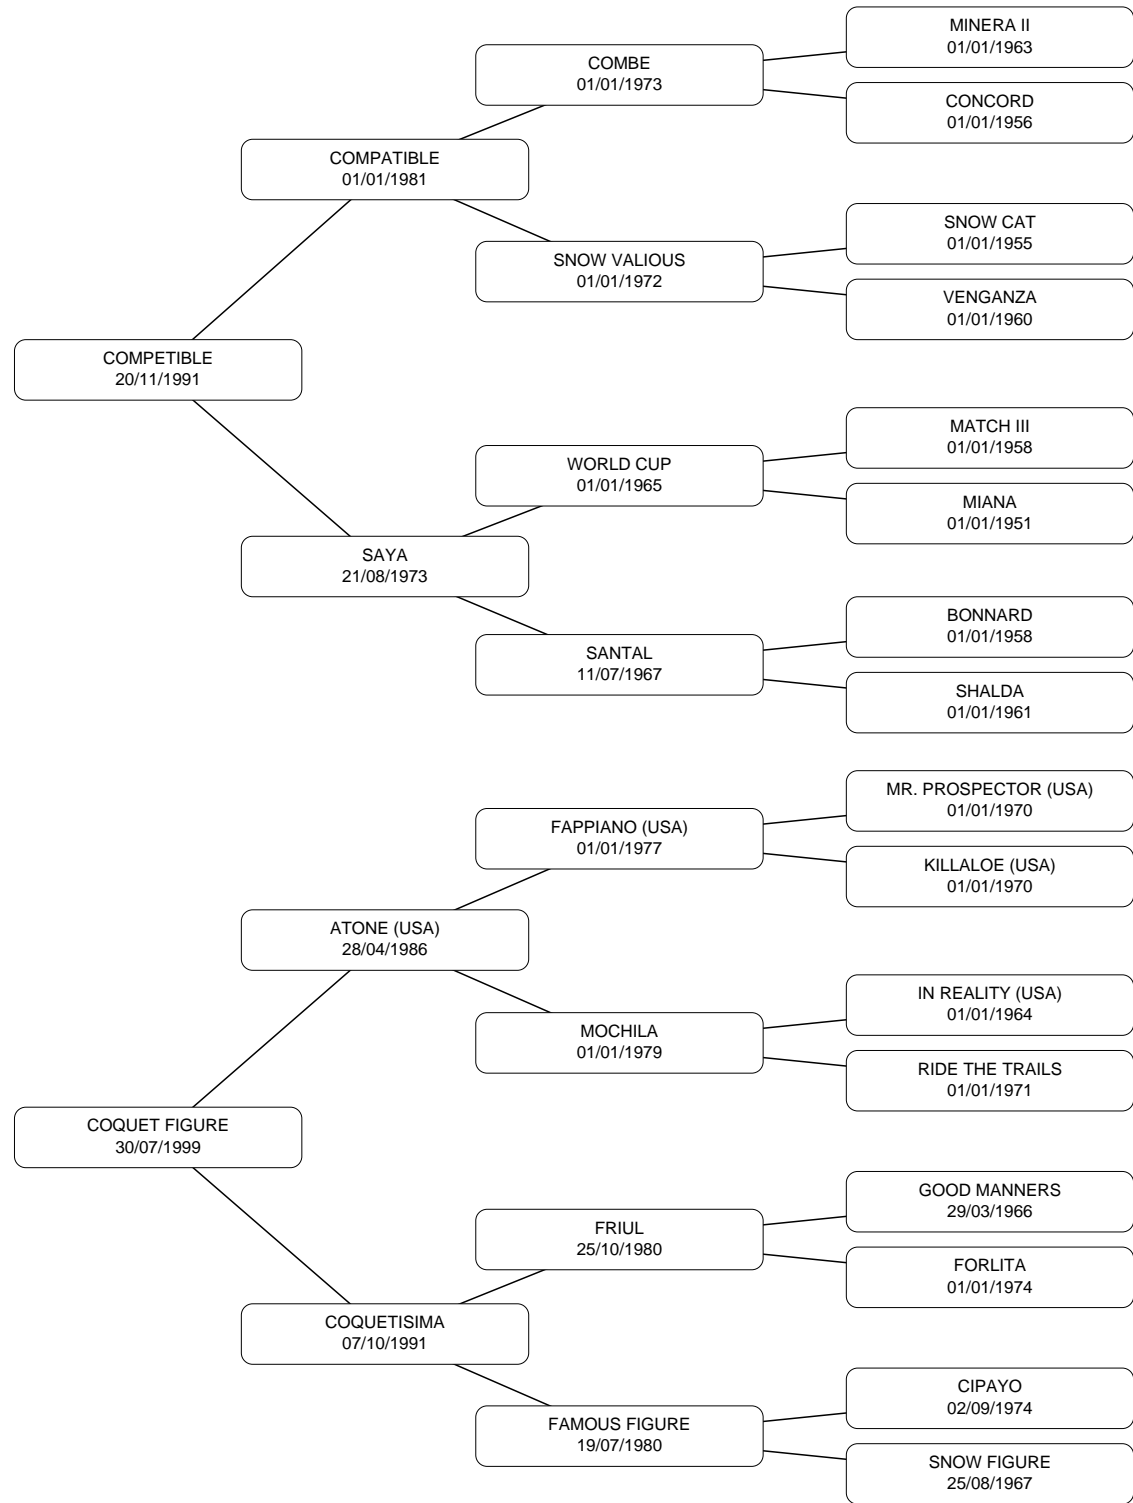 MINERA II
01/01/1963
COMBE
01/01/1973
CONCORD
01/01/1956
COMPATIBLE
01/01/1981
SNOW CAT
01/01/1955
SNOW VALIOUS
01/01/1972
VENGANZA
01/01/1960
COMPETIBLE
20/11/1991
MATCH III
01/01/1958
WORLD CUP
01/01/1965
MIANA
01/01/1951
SAYA
21/08/1973
BONNARD
01/01/1958
SANTAL
11/07/1967
SHALDA
01/01/1961
MR. PROSPECTOR (USA)
01/01/1970
FAPPIANO (USA)
01/01/1977
KILLALOE (USA)
01/01/1970
ATONE (USA)
28/04/1986
IN REALITY (USA)
01/01/1964
MOCHILA
01/01/1979
RIDE THE TRAILS
01/01/1971
COQUET FIGURE
30/07/1999
GOOD MANNERS
29/03/1966
FRIUL
25/10/1980
FORLITA
01/01/1974
COQUETISIMA
07/10/1991
CIPAYO
02/09/1974
FAMOUS FIGURE
19/07/1980
SNOW FIGURE
25/08/1967